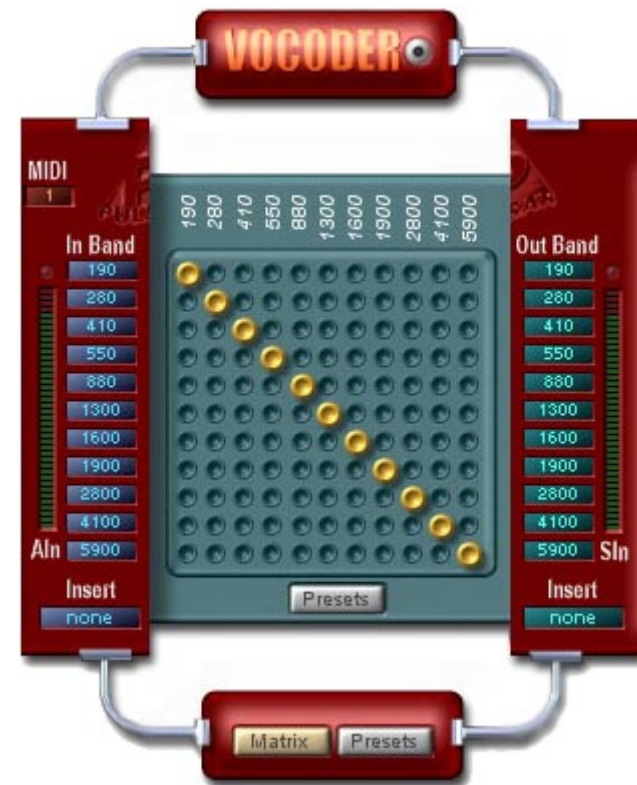 VOCODER
MIDI
1
190 280 410 550 880 1300 1600 1900 2800 4100 5900
In Band
190
280
410
550
880
1300
1600
1900
2800
4100
5900
AIn
Insert
none
Presets
Out Band
190
280
410
550
880
1300
1600
1900
2800
4100
5900
SIn
Insert
none
Matrix Presets